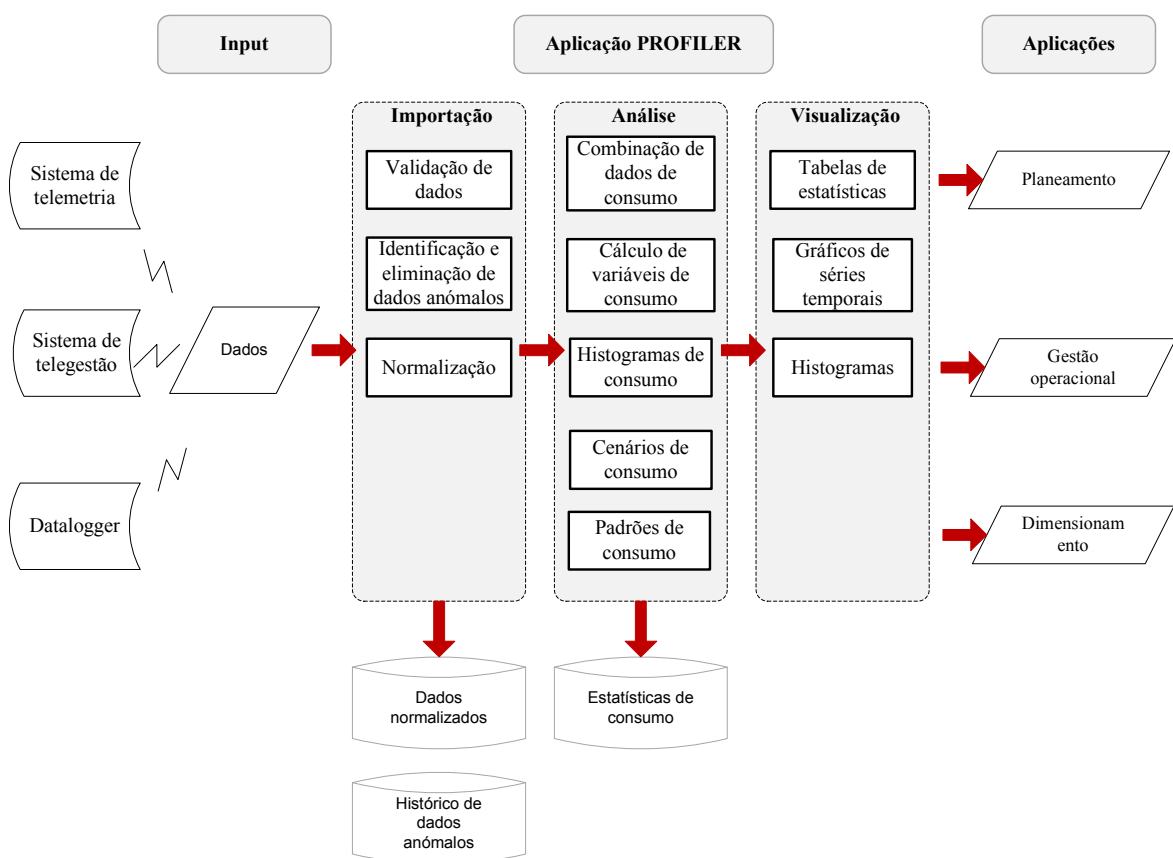 Input
Aplicação PROFILER
Aplicações
Sistema de
telemetria
Sistema de
telegestão
Datalogger
Dados
Importação
Validação de
dados
Identificação e
eliminação de
dados anómalos
Normalização
Análise
Combinação de
dados de
consumo
Cálculo de
variáveis de
consumo
Histogramas de
consumo
Cenários de
consumo
Padrões de
consumo
Visualização
Tabelas de
estatísticas
Gráficos de
séries temporais
Histogramas
Planeamento
Gestão
operacional
Dimensionam
ento
Dados
normalizados
Estatísticas de
consumo
Histórico de
dados
anómalos